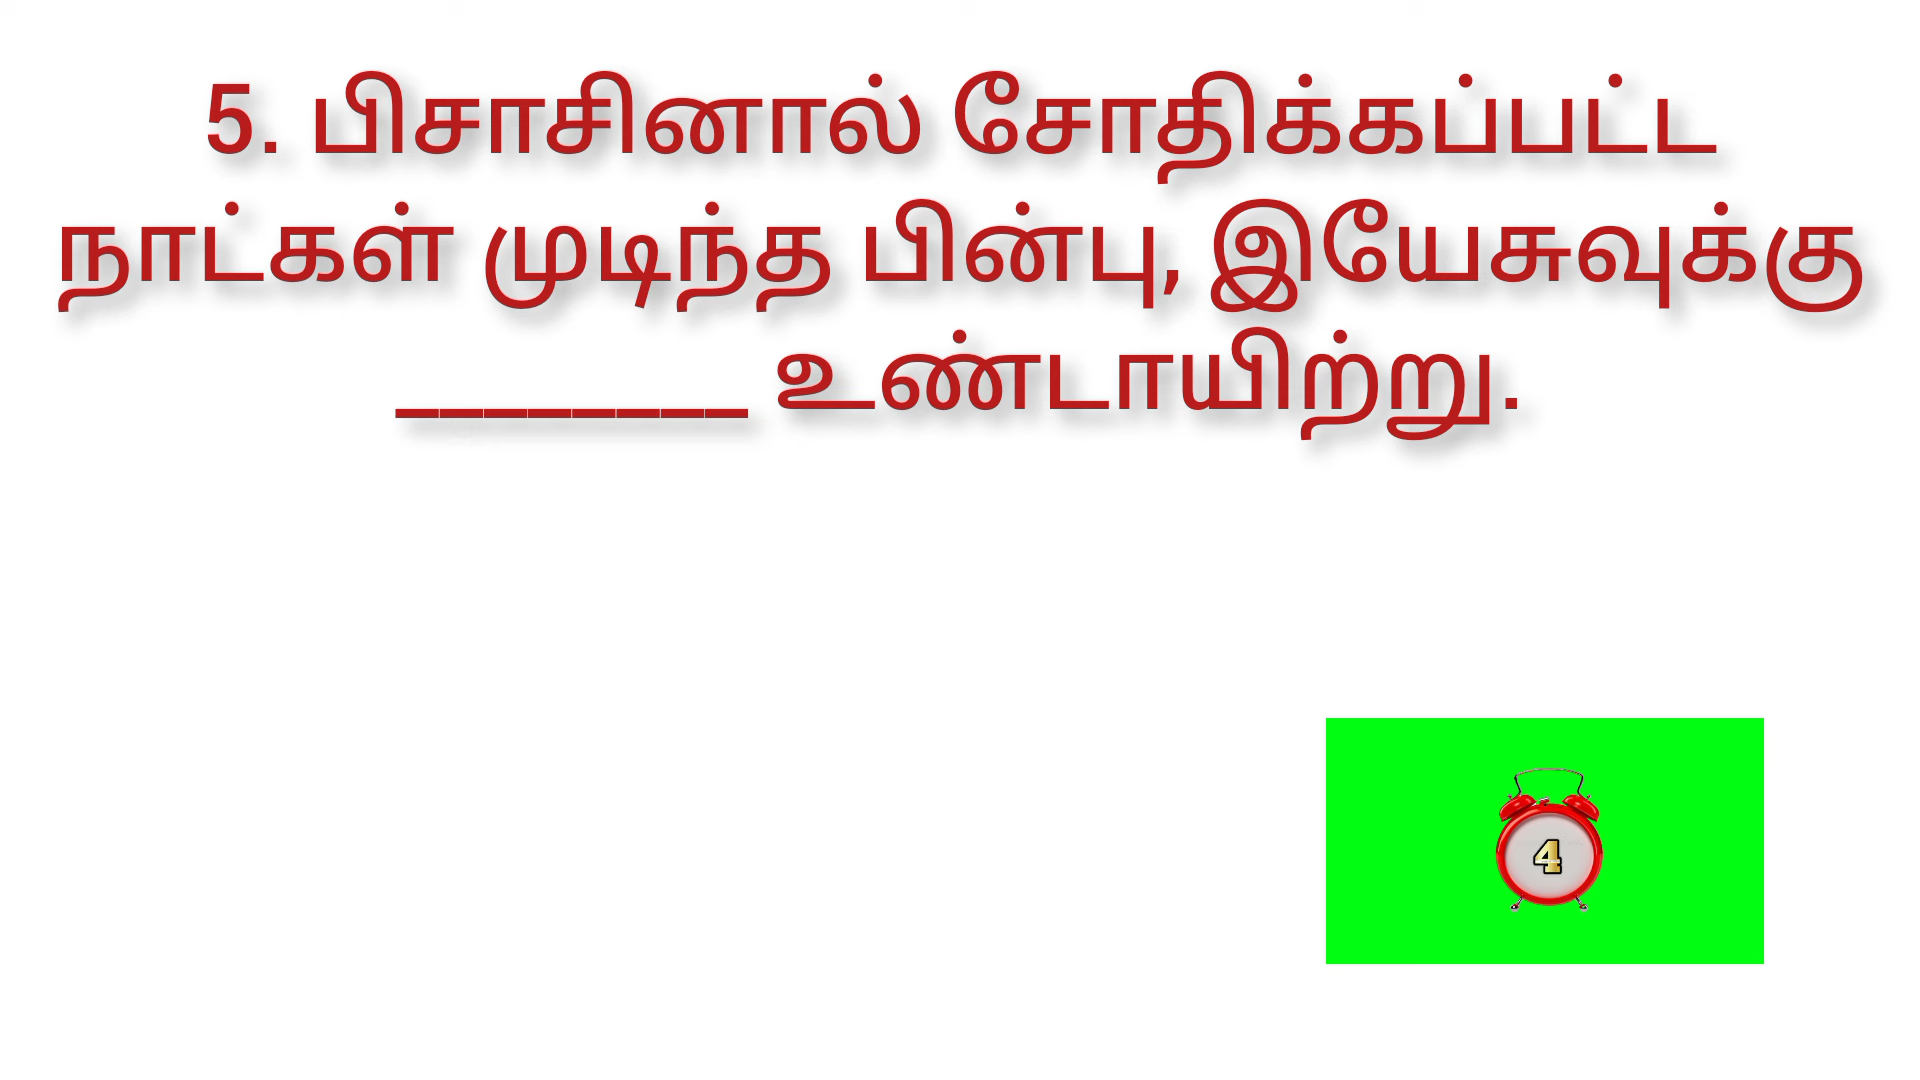 5. பிசாசினால் சோதிக்கப்பட்ட
நாட்கள் முடிந்த பின்பு, இயேசுவுக்கு
________ உண்டாயிற்று.
4